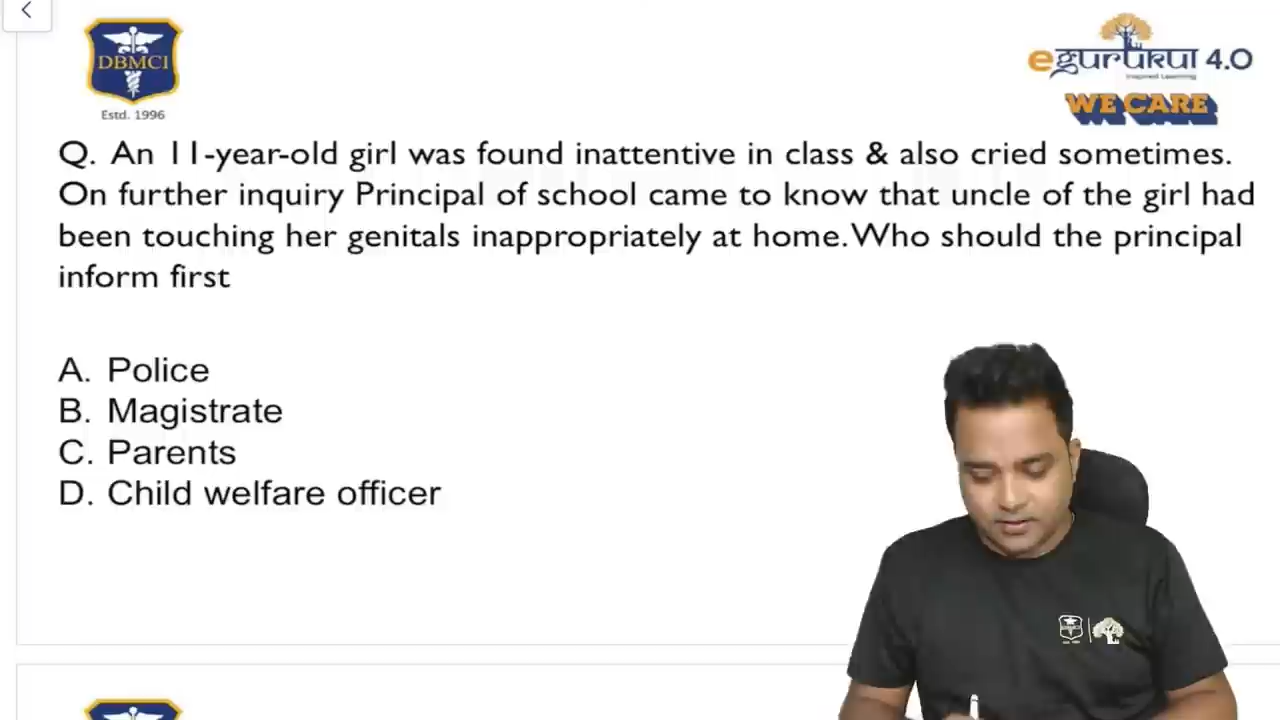 DBMCI
Estd. 1996
egurukul 4.0
Inspired Learning
WE CARE
Q. An 11-year-old girl was found inattentive in class & also cried sometimes.
On further inquiry Principal of school came to know that uncle of the girl had
been touching her genitals inappropriately at home. Who should the principal
inform first
A. Police
B. Magistrate
C. Parents
D. Child welfare officer